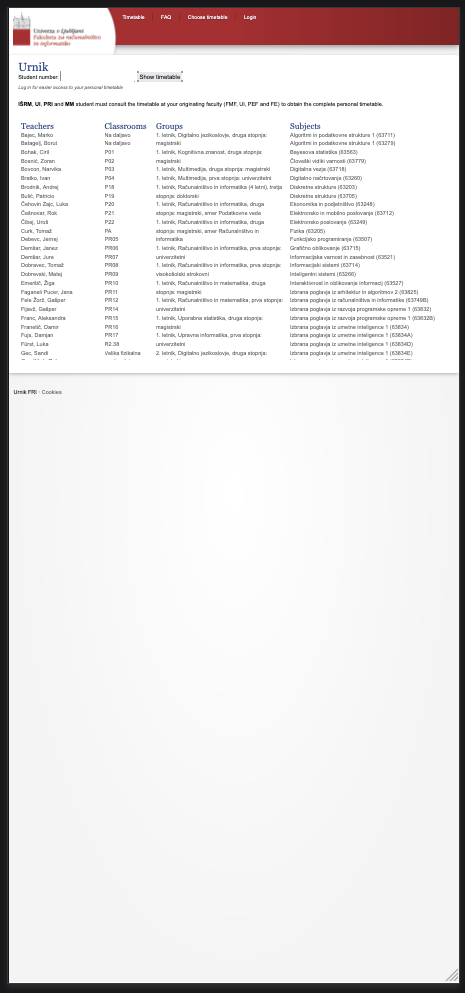 Timetable FAQ Choose timetable Login
Univerza v Ljubljani
Fakulteta za računalništvo
in informatiko
Urnik
Student number: Show timetable
Log in for easier access to your personal timetable
IŠRM, UI, PRI and MM student must consult the timetable at your originating faculty (FMF, UI, PEF and FE) to obtain the complete personal timetable.
Teachers
Bajec, Marko
Batagelj, Borut
Bohak, Ciril
Bosnić, Zoran
Bovcon, Narvika
Bratko, Ivan
Brodnik, Andrej
Bulić, Patricio
Čehovin Zajc, Luka
Češnovar, Rok
Čibej, Uroš
Curk, Tomaž
Debevc, Jernej
Demšar, Janez
Demšar, Jure
Dobravec, Tomaž
Dobrevski, Matej
Emeršič, Žiga
Faganeli Pucer, Jana
Fele Žorž, Gašper
Fijavž, Gašper
Franc, Aleksandra
Franetič, Damir
Fuja, Damjan
Fürst, Luka
Gec, Sandi
Classrooms
Na daljavo
Na daljavo
P01
P02
P03
P04
P18
P19
P20
P21
P22
PA
PR05
PR06
PR07
PR08
PR09
PR10
PR11
PR12
PR14
PR15
PR16
PR17
R2.38
Velika fizikalna
Groups
1. letnik, Digitalno jezikoslovje, druga stopnja:
magistrski
1. letnik, Kognitivna znanost, druga stopnja:
magistrski
1. letnik, Multimedija, druga stopnja: magistrski
1. letnik, Multimedija, prva stopnja: univerzitetni
1. letnik, Računalništvo in informatika (4 letni), tretja
stopnja: doktorski
1. letnik, Računalništvo in informatika, druga
stopnja: magistrski, smer Podatkovne vede
1. letnik, Računalništvo in informatika, druga
stopnja: magistrski, smer Računalništvo in
informatika
1. letnik, Računalništvo in informatika, prva stopnja:
univerzitetni
1. letnik, Računalništvo in informatika, prva stopnja:
visokošolski strokovni
1. letnik, Računalništvo in matematika, druga
stopnja: magistrski
1. letnik, Računalništvo in matematika, prva stopnja:
univerzitetni
1. letnik, Uporabna statistika, druga stopnja:
magistrski
1. letnik, Upravna informatika, prva stopnja:
univerzitetni
2. letnik, Digitalno jezikoslovje, druga stopnja:
Subjects
Algoritmi in podatkovne strukture 1 (63711)
Algoritmi in podatkovne strukture 1 (63279)
Bayesova statistika (63563)
Človeški vidiki varnosti (63779)
Digitalna vezja (63718)
Digitalno načrtovanje (63260)
Diskretne strukture (63203)
Diskretne strukture (63705)
Ekonomika in podjetništvo (63248)
Elektronsko in mobilno poslovanje (63712)
Elektronsko poslovanje (63249)
Fizika (63205)
Funkcijsko programiranje (63507)
Grafično oblikovanje (63715)
Informacijska varnost in zasebnost (63521)
Informacijski sistemi (63714)
Inteligentni sistemi (63266)
Interaktivnost in oblikovanje informacij (63527)
Izbrana poglavja iz arhitektur in algoritmov 2 (63825)
Izbrana poglavja iz računalništva in informatike (63749B)
Izbrana poglavja iz razvoja programske opreme 1 (63832)
Izbrana poglavja iz razvoja programske opreme 1 (63832B)
Izbrana poglavja iz umetne inteligence 1 (63834)
Izbrana poglavja iz umetne inteligence 1 (63834A)
Izbrana poglavja iz umetne inteligence 1 (63834D)
Izbrana poglavja iz umetne inteligence 1 (63834E)
Urnik FRI · Cookies